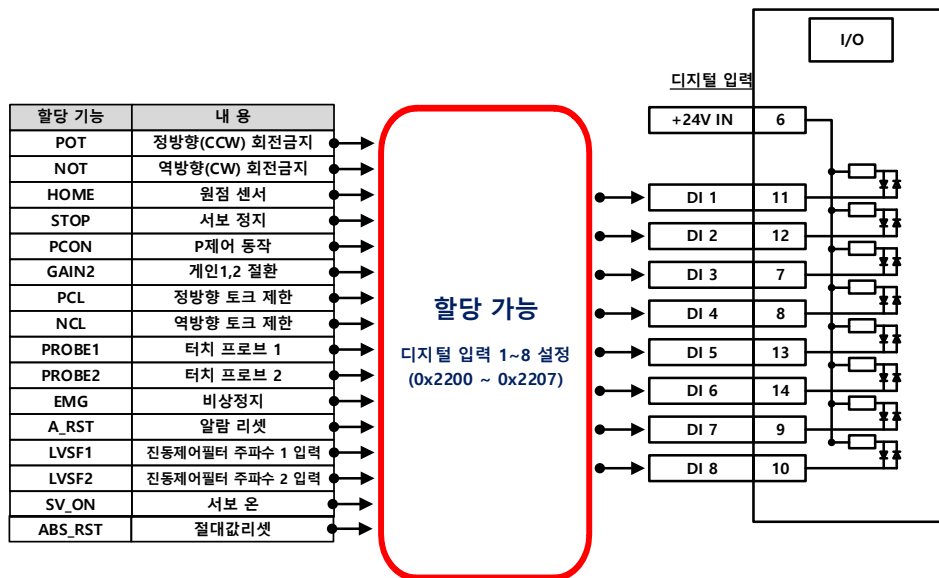 I/O
디지털 입력
+24V IN 6
할당 기능 내 용
POT 정방향(CCW) 회전금지
NOT 역방향(CW) 회전금지
HOME 원점 센서
STOP 서보 정지
PCON P제어 동작
GAIN2 게인1,2 절환
PCL 정방향 토크 제한
NCL 역방향 토크 제한
PROBE1 터치 프로브 1
PROBE2 터치 프로브 2
EMG 비상정지
A_RST 알람 리셋
LVSF1 진동제어필터 주파수 1 입력
LVSF2 진동제어필터 주파수 2 입력
SV_ON 서보 온
ABS_RST 절대값리셋
할당 가능
디지털 입력 1~8 설정
(0x2200 ~ 0x2207)
DI 1 11
DI 2 12
DI 3 7
DI 4 8
DI 5 13
DI 6 14
DI 7 9
DI 8 10